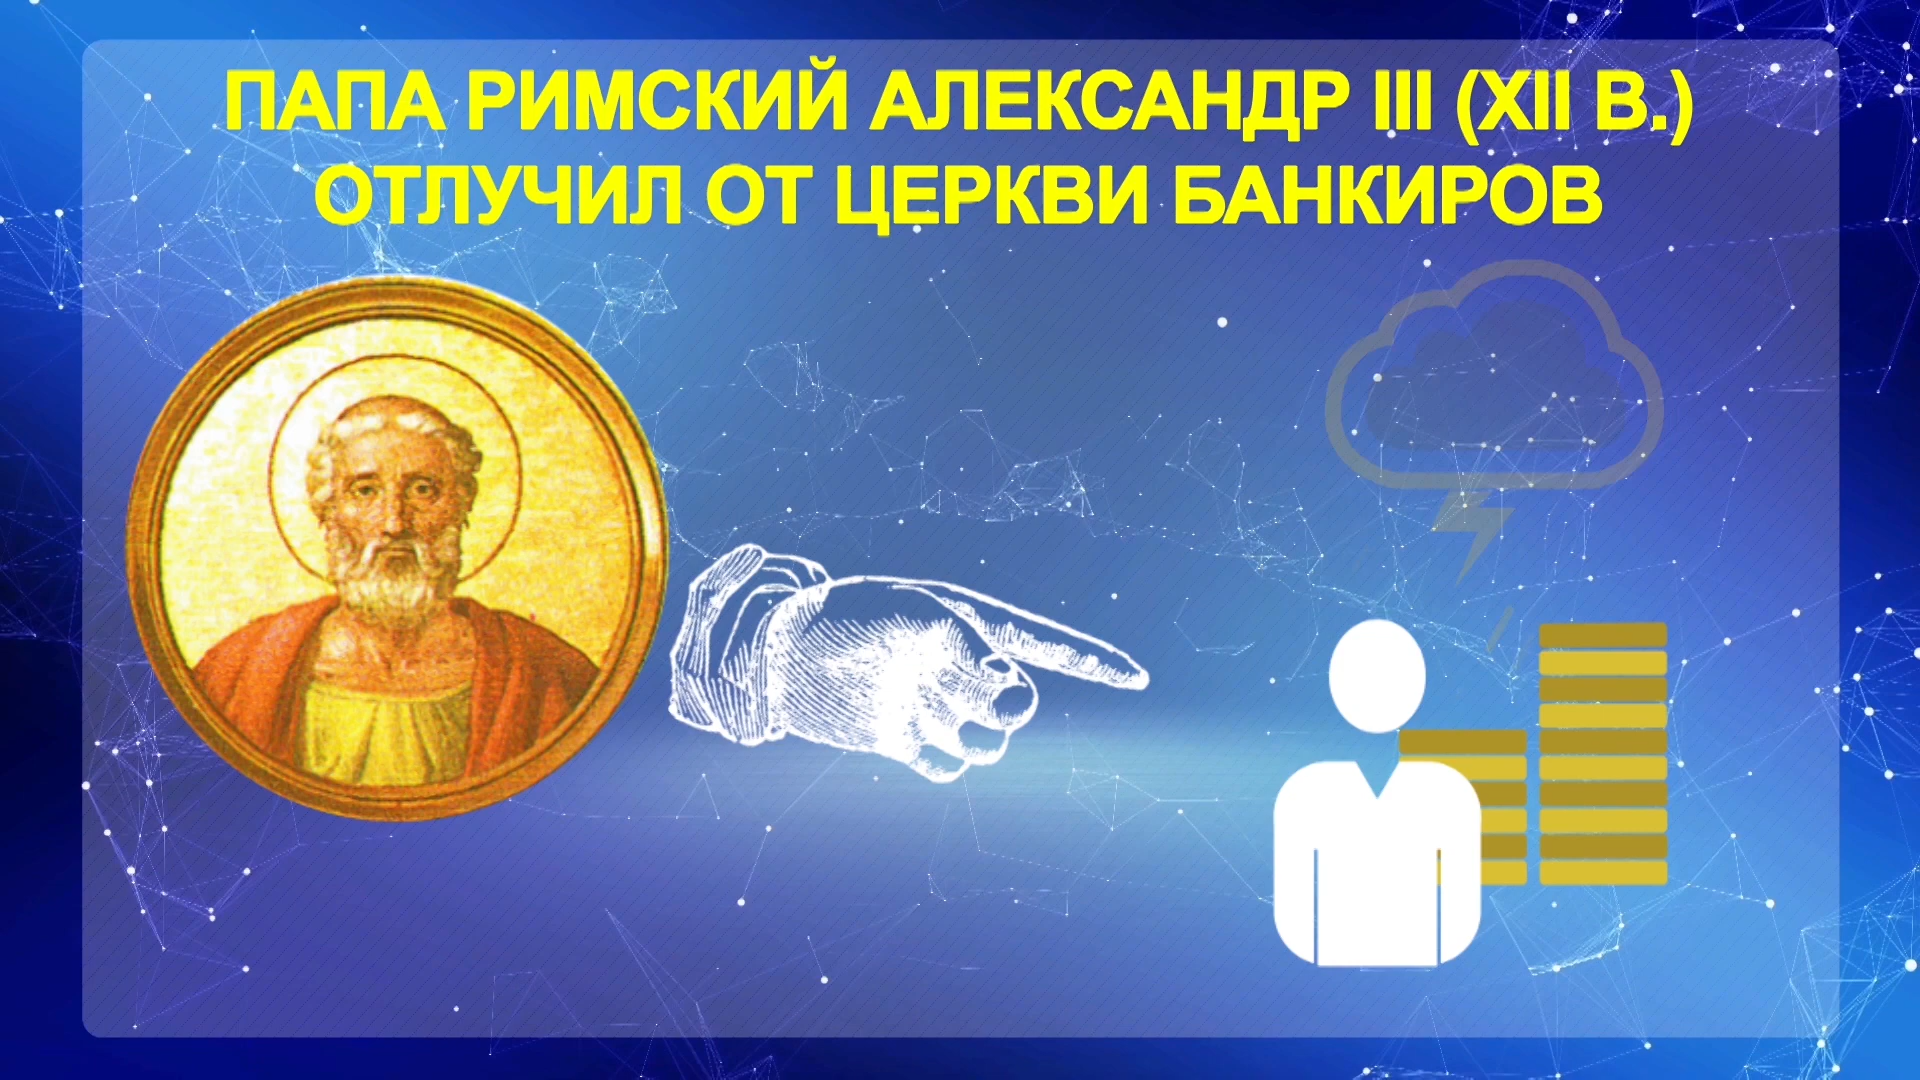 ПАПА РИМСКИЙ АЛЕКСАНДР III (XII В.)
ОТЛУЧИЛ ОТ ЦЕРКВИ БАНКИРОВ